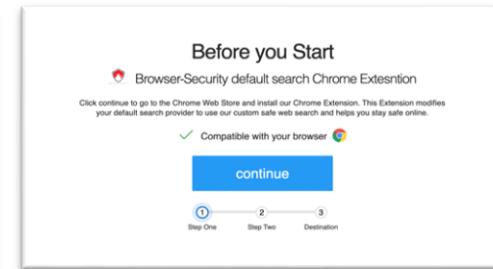 Before you Start
Browser-Security default search Chrome Extesntion
Click continue to go to the Chrome Web Store and install our Chrome Extension. This Extension modifies
your default search provider to use our custom safe web search and helps you stay safe online.
Compatible with your browser
continue
1 2 3
Step One Step Two Destination